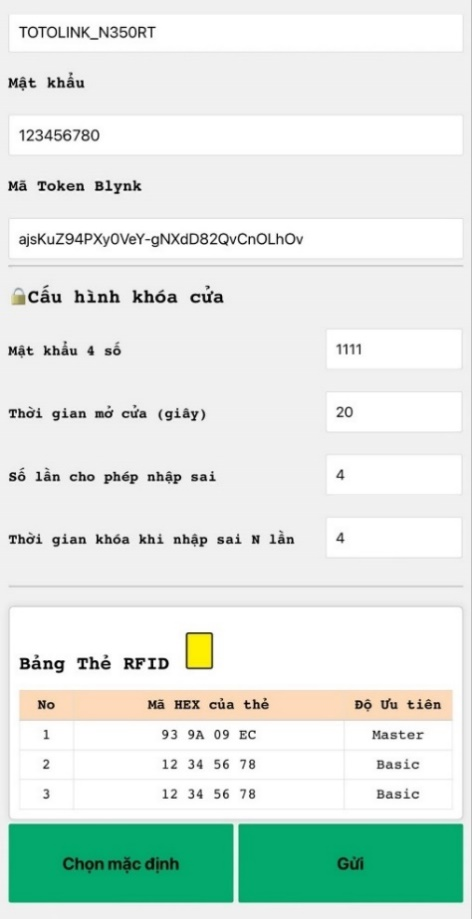 TOTOLINK_N350RT
Mật khẩu
123456780
Mã Token Blynk
ajsKuZ94PXy0VeY-gNXdD82QvCnOLhOv
Cấu hình khóa cửa
Mật khẩu 4 số 1111
Thời gian mở cửa (giây) 20
Số lần cho phép nhập sai 4
Thời gian khóa khi nhập sai N lần 4
Bảng Thẻ RFID
No Mã HEX của thẻ Độ Ưu tiên
1 93 9A 09 EC Master
2 12 34 56 78 Basic
3 12 34 56 78 Basic
Chọn mặc định Gửi